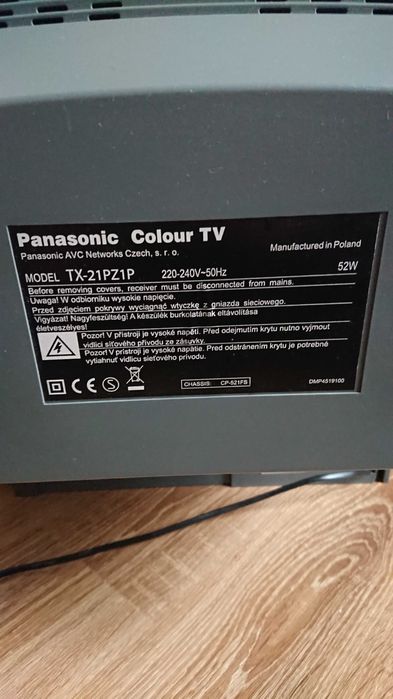 Panasonic Colour TV
Panasonic AVC Networks Czech, s. r. o.
Manufactured in Poland
MODEL TX-21PZ1P 220-240V~50Hz 52W
Before removing covers, receiver must be disconnected from mains.
Uwaga! W odbiorniku wysokie napięcie.
Przed zdjęciem pokrywy wyciągnąć wtyczkę z gniazda sieciowego.
Vigyázat! Nagyfeszültség! A készülék burkolatának eltávolítása
életveszélyes!
Pozor! V přístroji je vysoké napětí. Před odejmutím krytu nutno vyjmout
vidlici síťového přívodu ze zásuvky.
Pozor! V prístroji je vysoké napätie. Pred odstránením krytu je potrebné
vytiahnuť vidlicu sieťového prívodu.
CE CE S
CHASSIS: CP-521FS
DMP4519100